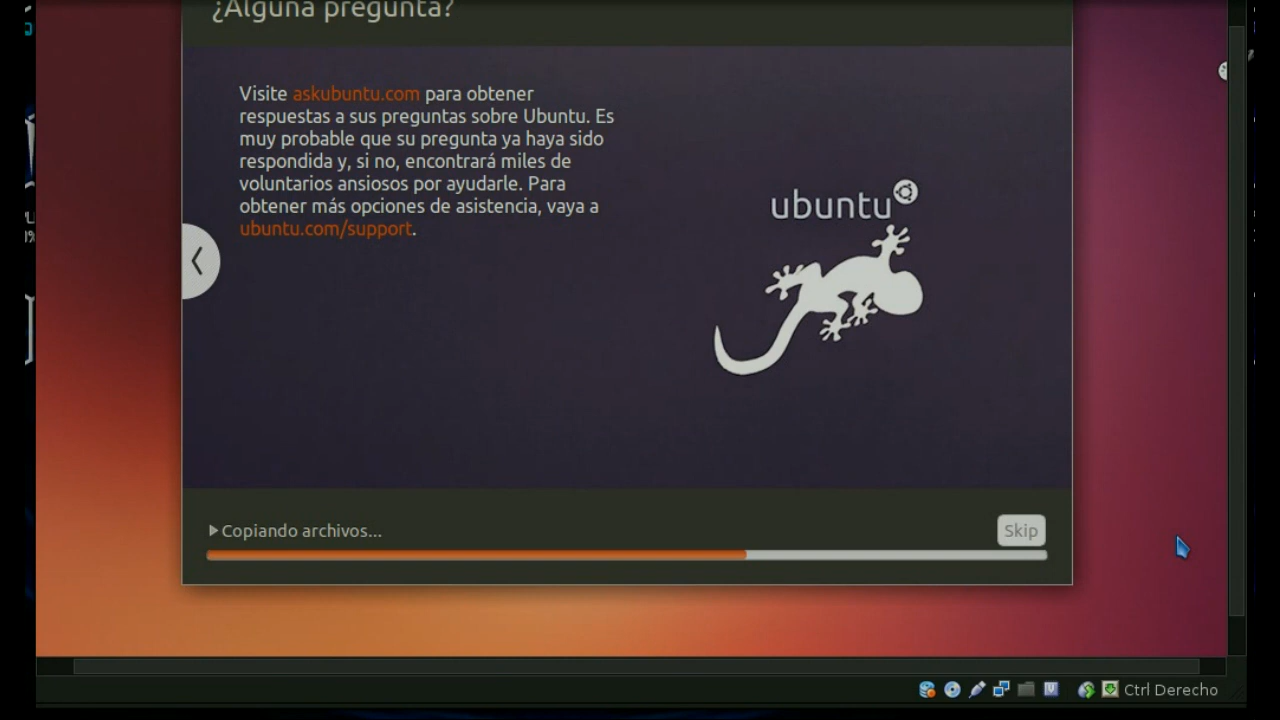 ¿Alguna pregunta?
Visite askubuntu.com para obtener
respuestas a sus preguntas sobre Ubuntu. Es
muy probable que su pregunta ya haya sido
respondida y, si no, encontrará miles de
voluntarios ansiosos por ayudarle. Para
obtener más opciones de asistencia, vaya a
ubuntu.com/support.
ubuntu
Copiando archivos...
Skip
Ctrl Derecho